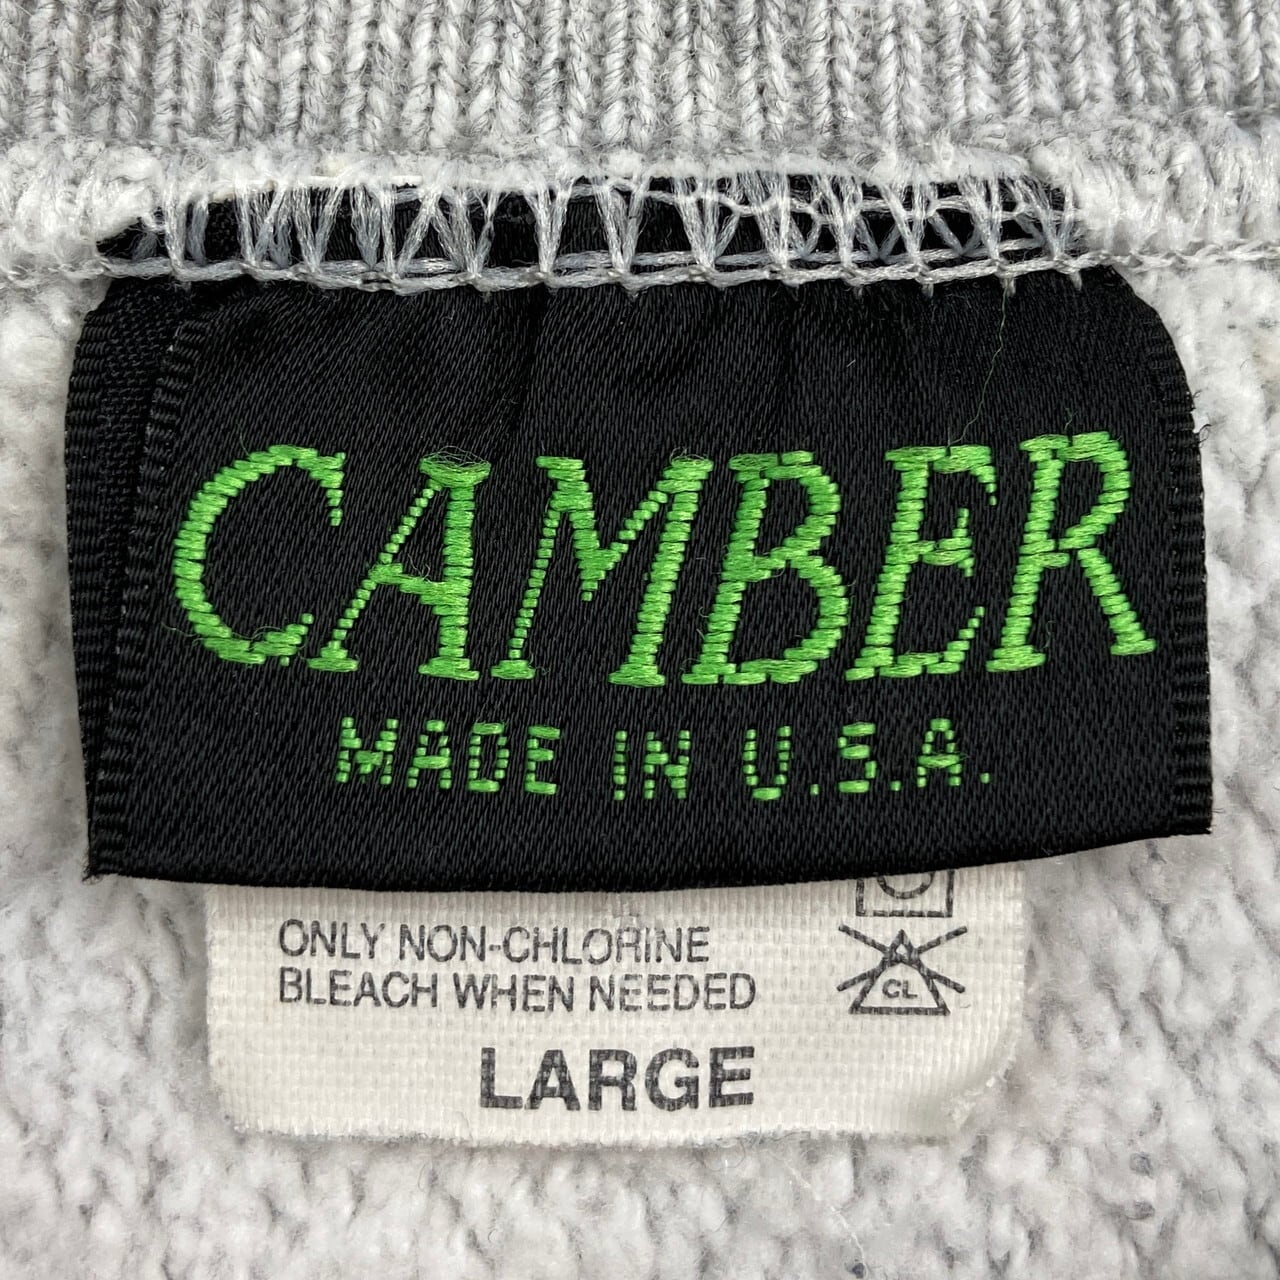 CAMBER
MADE IN U.S.A.
ONLY NON-CHLORINE
BLEACH WHEN NEEDED
CL
LARGE